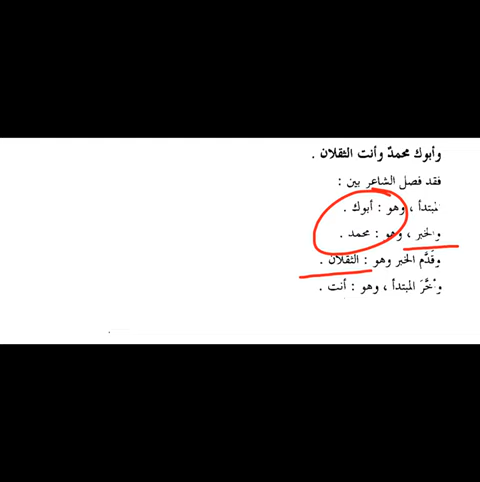 وأبوك محمدٌ وأنت الثقلان .
فقد فصل الشاعر بين :
المبتدأ ، وهو : أبوك .
والخبر ، وهو : محمد .
وقَدَّم الخبر وهو : الثقلان .
وأخَّرَ المبتدأ ، وهو : أنت .